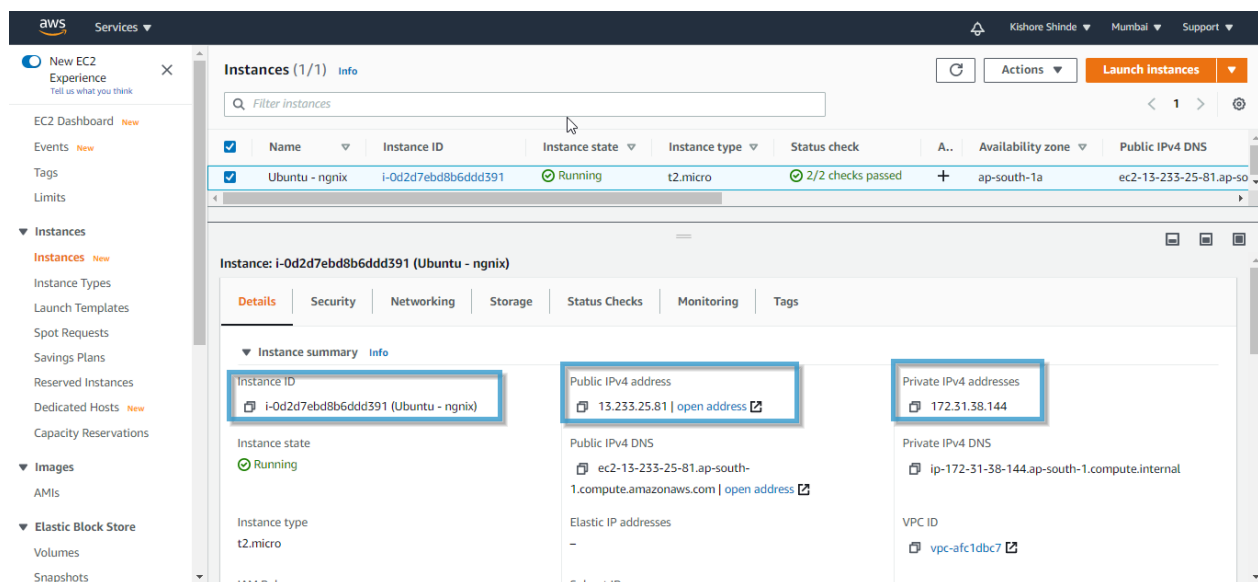 aws Services ▼ Kishore Shinde ▼ Mumbai ▼ Support ▼
New EC2
Experience
Tell us what you think
EC2 Dashboard New
Events New
Tags
Limits
▼ Instances
Instances New
Instance Types
Launch Templates
Spot Requests
Savings Plans
Reserved Instances
Dedicated Hosts New
Capacity Reservations
▼ Images
AMIs
▼ Elastic Block Store
Volumes
Snapshots
Instances (1/1) Info Actions ▼ Launch instances ▼
Filter instances < 1 >
Name Instance ID Instance state Instance type Status check A.. Availability zone Public IPv4 DNS
Ubuntu - ngnix i-0d2d7ebd8b6ddd391 Running t2.micro 2/2 checks passed + ap-south-1a ec2-13-233-25-81.ap-so
Instance: i-0d2d7ebd8b6ddd391 (Ubuntu - ngnix)
Details Security Networking Storage Status Checks Monitoring Tags
▼ Instance summary Info
Instance ID Public IPv4 address Private IPv4 addresses
i-0d2d7ebd8b6ddd391 (Ubuntu - ngnix) 13.233.25.81 | open address 172.31.38.144
Instance state Public IPv4 DNS Private IPv4 DNS
Running ec2-13-233-25-81.ap-south- ip-172-31-38-144.ap-south-1.compute.internal
1.compute.amazonaws.com | open address
Instance type Elastic IP addresses VPC ID
t2.micro – vpc-afc1dbc7